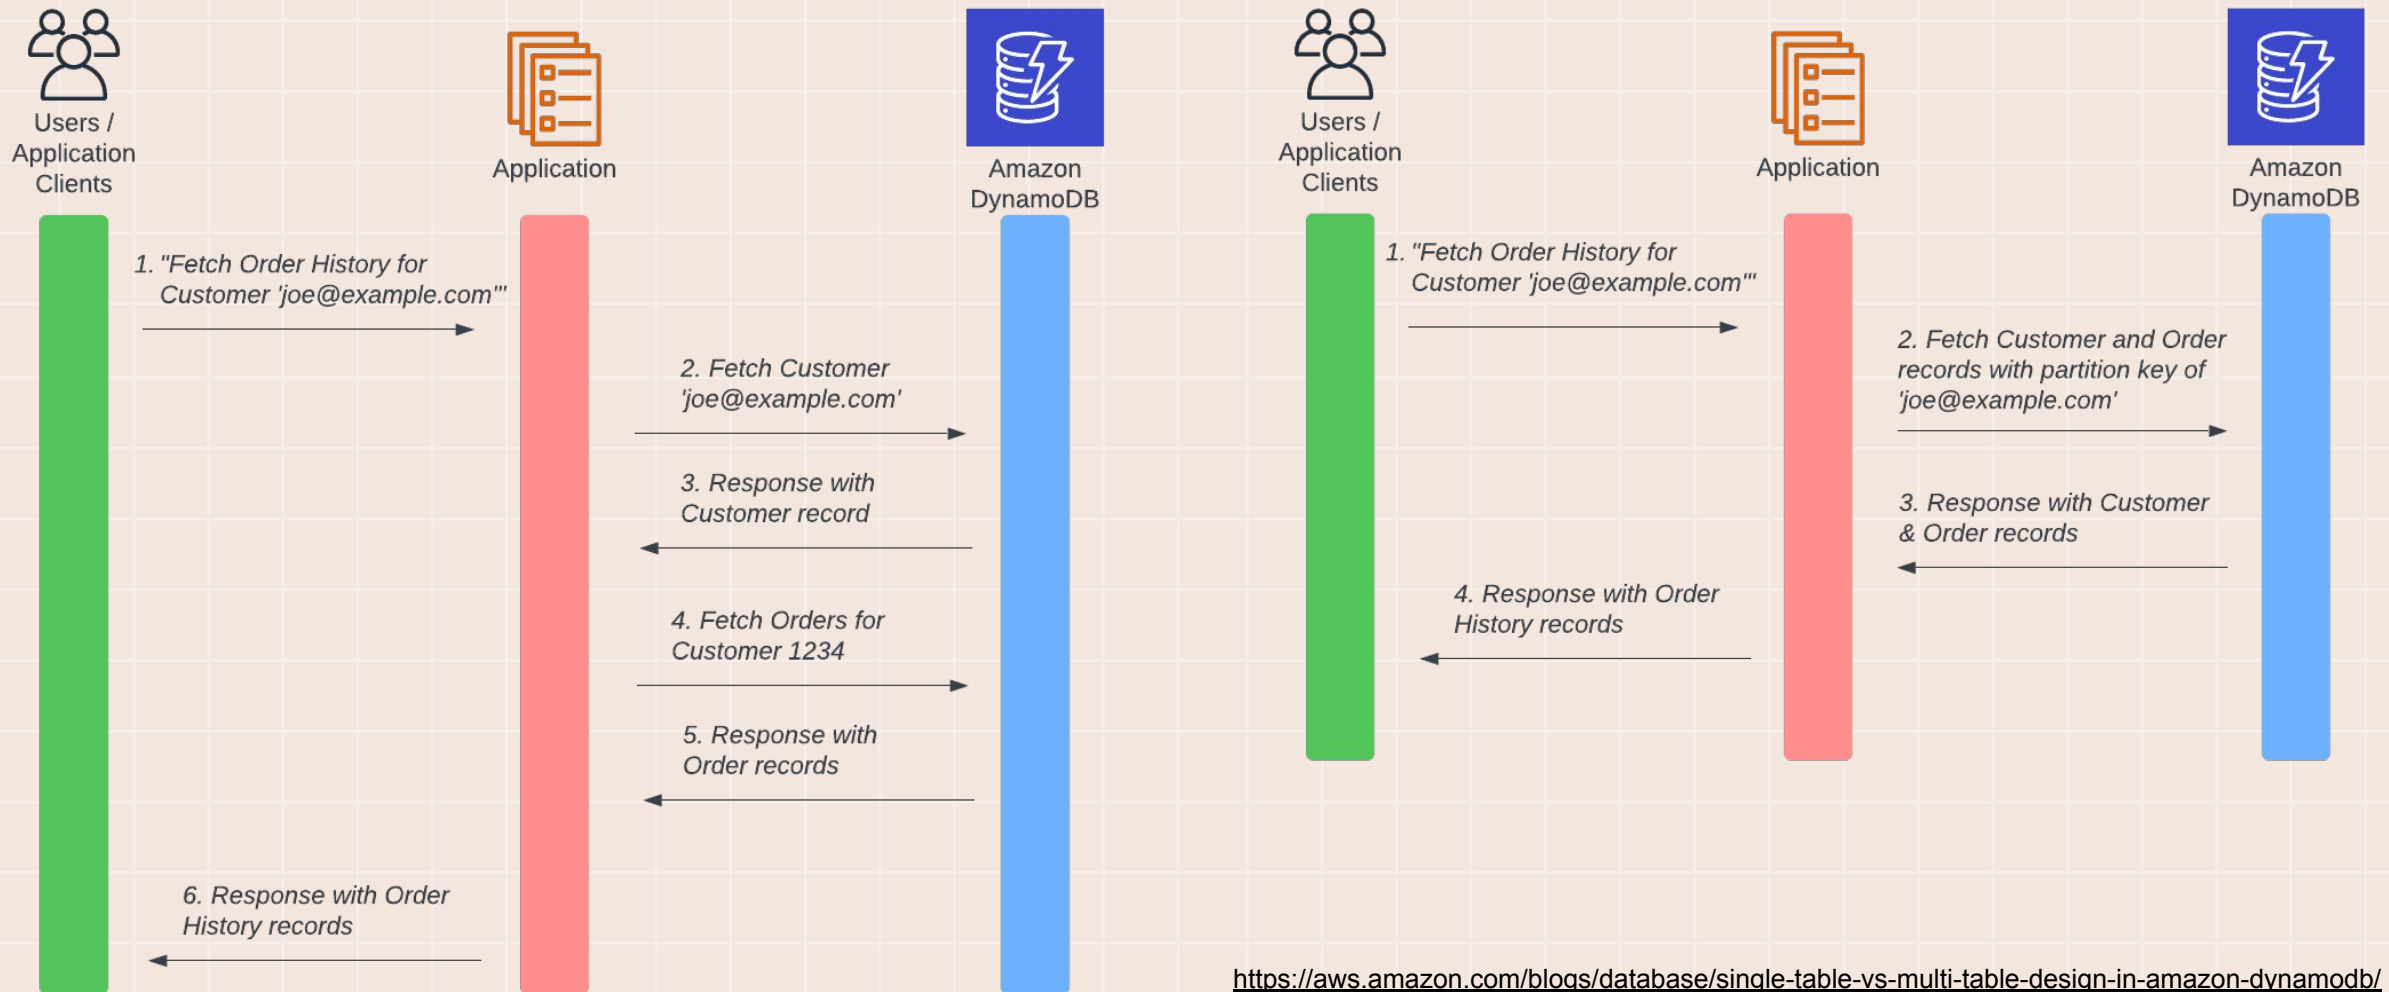 Users /
Application
Clients
Application
Amazon
DynamoDB
1. "Fetch Order History for
Customer 'joe@example.com'"
2. Fetch Customer
'joe@example.com'
3. Response with
Customer record
4. Fetch Orders for
Customer 1234
5. Response with
Order records
6. Response with Order
History records
Users /
Application
Clients
Application
Amazon
DynamoDB
1. "Fetch Order History for
Customer 'joe@example.com'"
2. Fetch Customer and Order
records with partition key of
'joe@example.com'
3. Response with Customer
& Order records
4. Response with Order
History records
https://aws.amazon.com/blogs/database/single-table-vs-multi-table-design-in-amazon-dynamodb/